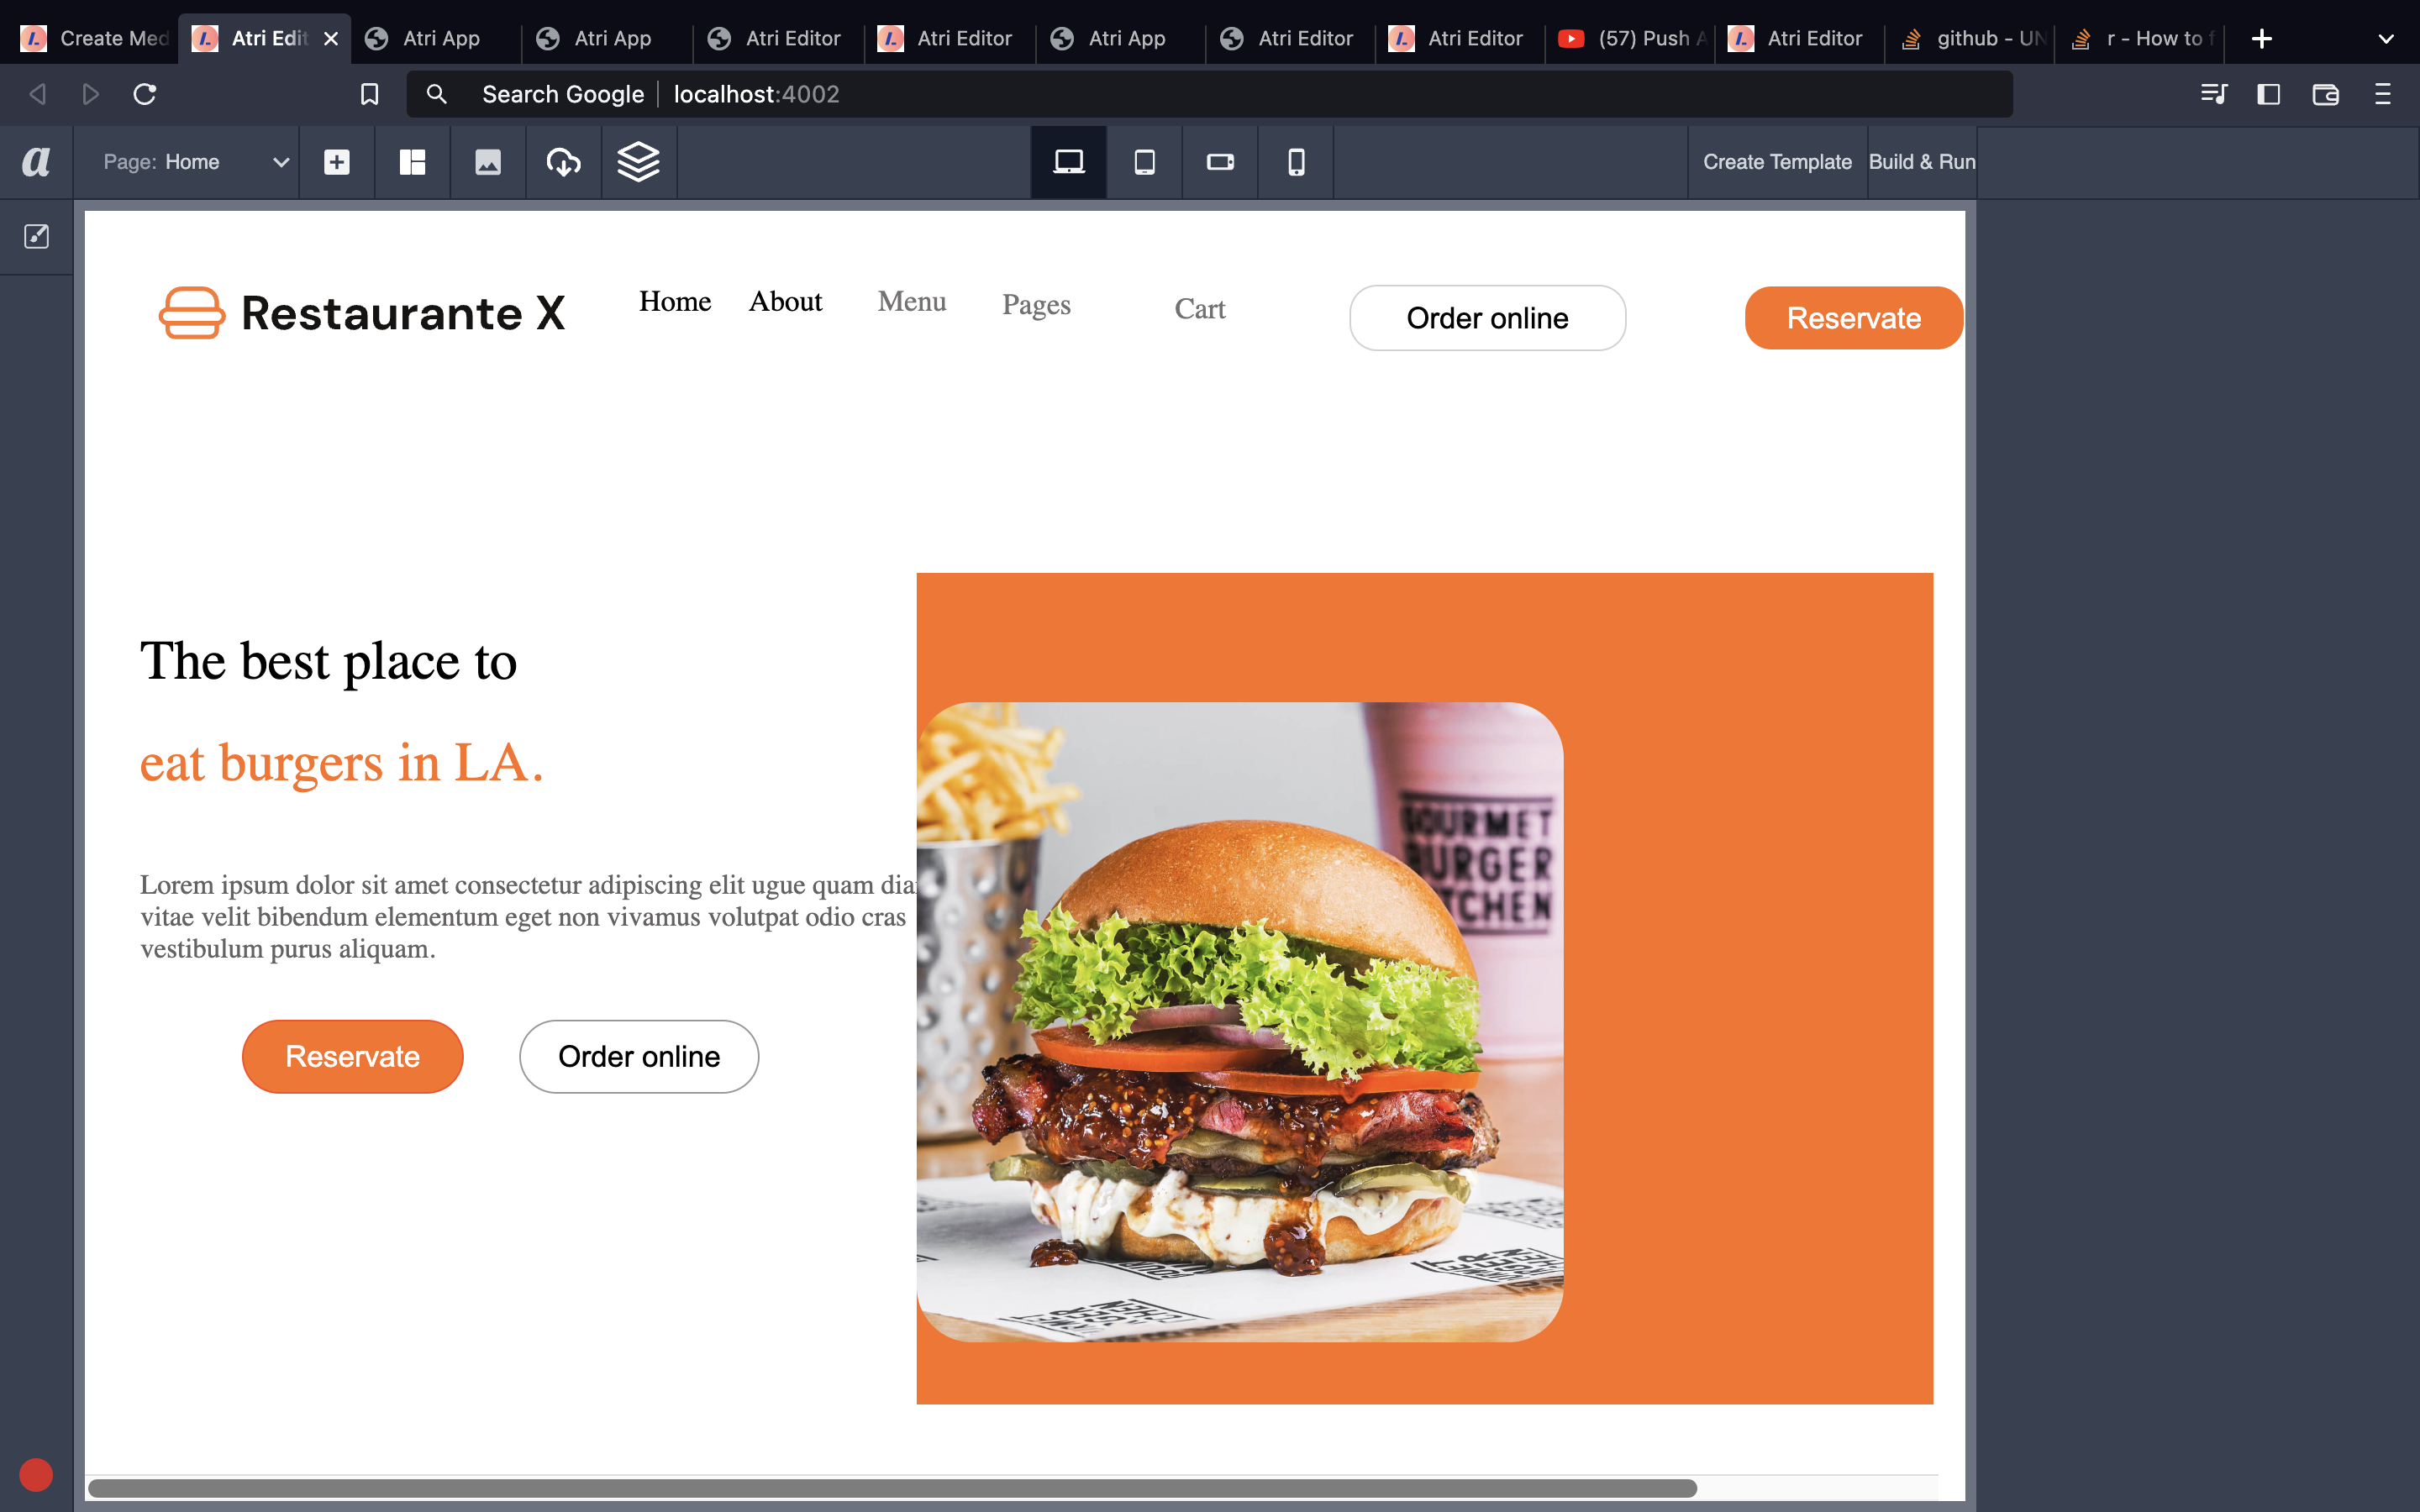 Create Med
Atri Edit
Atri App
Atri App
Atri Editor
Atri Editor
Atri App
Atri Editor
Atri Editor
(57) Push A
Atri Editor
github - UN
r - How to f
Search Google
localhost:4002
a
Page: Home
Create Template
Build & Run
Restaurante X
Home
About
Menu
Pages
Cart
Order online
Reservate
The best place to
eat burgers in LA.
Lorem ipsum dolor sit amet consectetur adipiscing elit ugue quam dia
vitae velit bibendum elementum eget non vivamus volutpat odio cras
vestibulum purus aliquam.
Reservate
Order online
GOURMET
BURGER
TCHEN